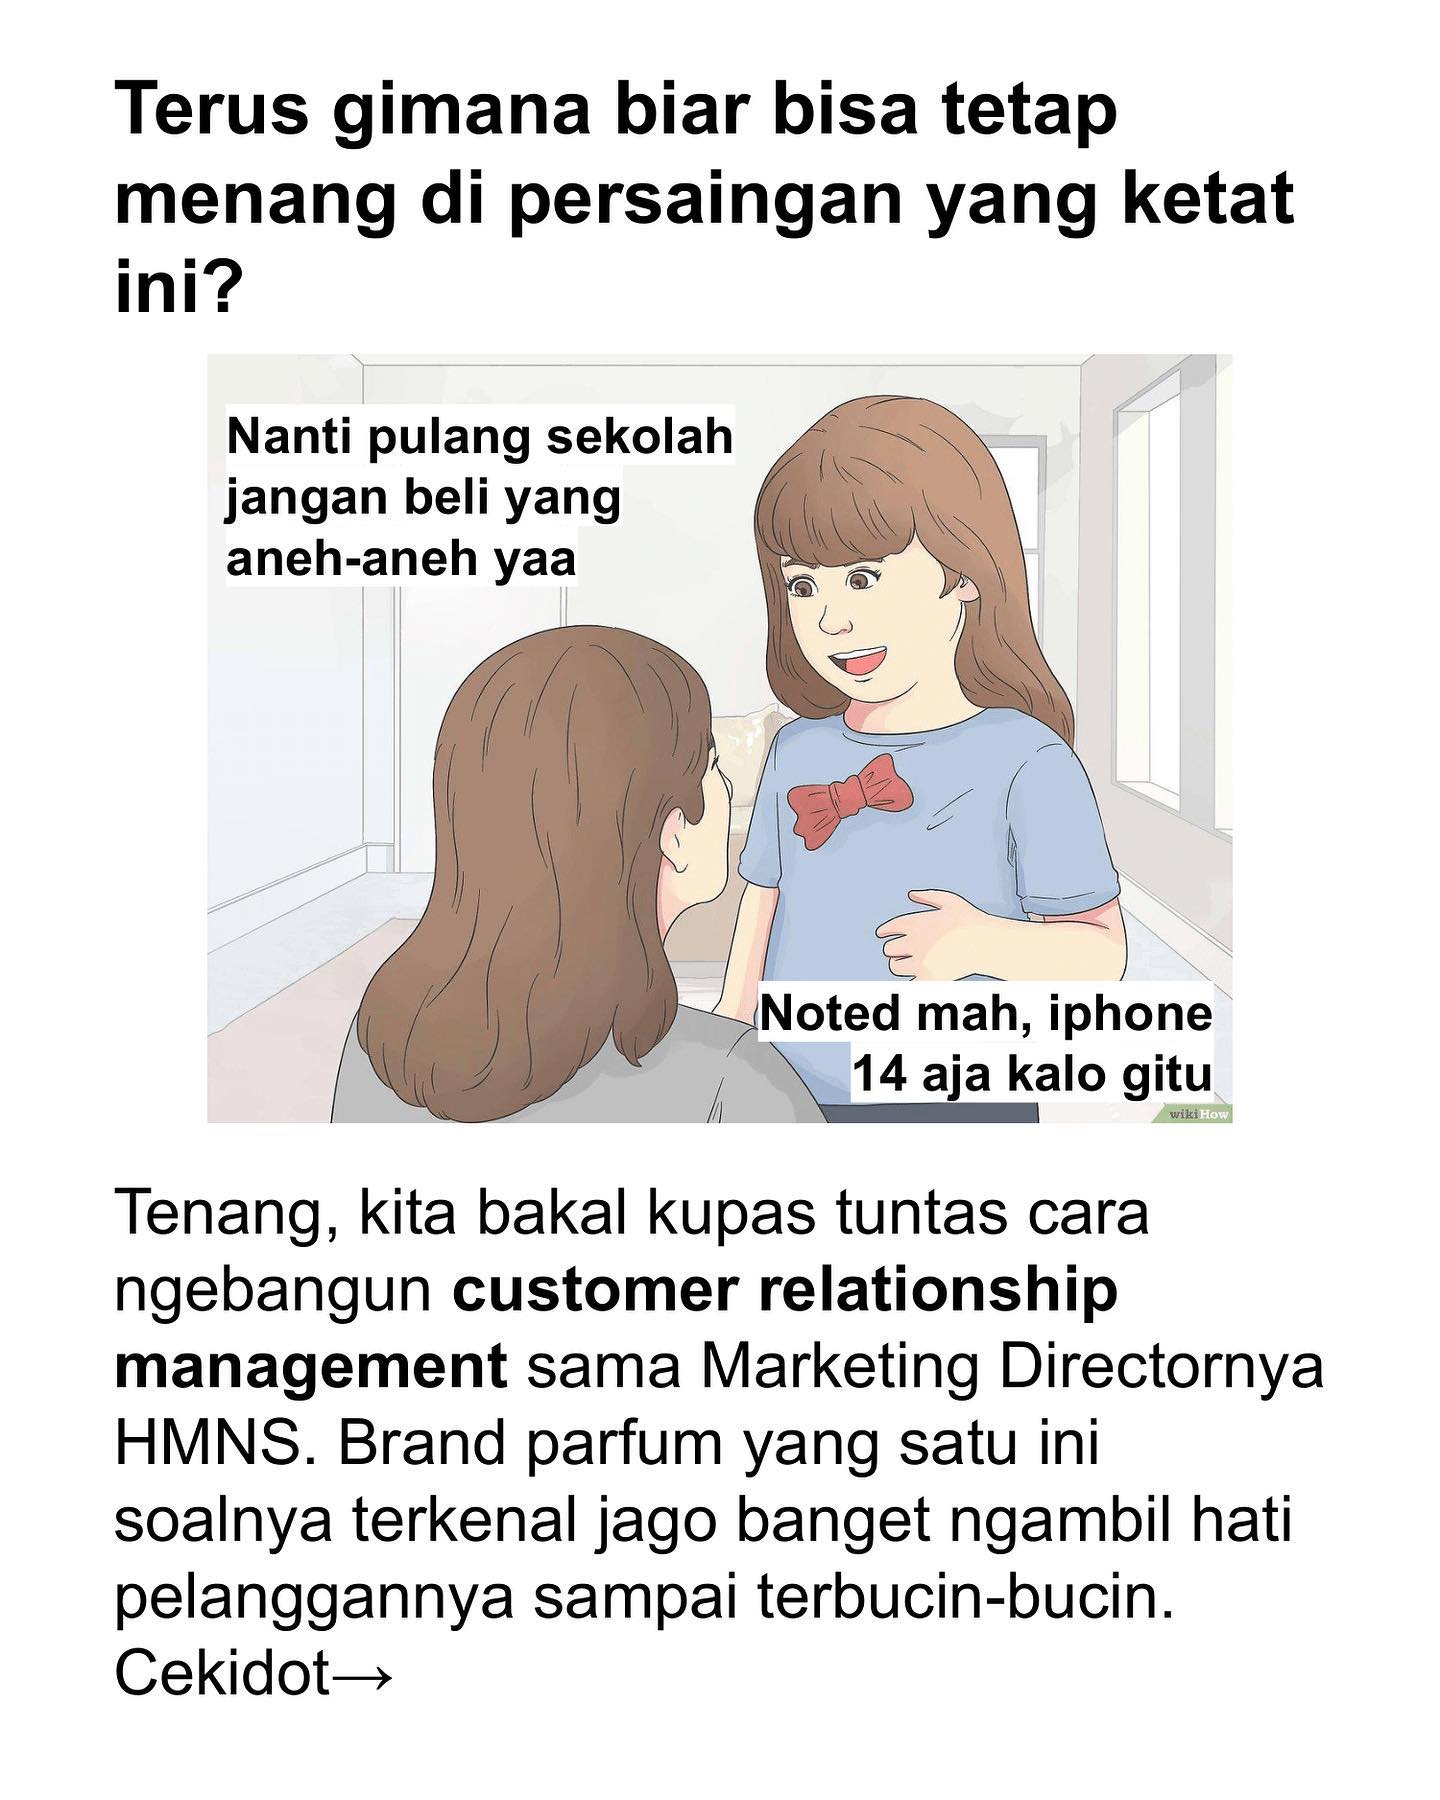 Terus gimana biar bisa tetap
menang di persaingan yang ketat
ini?
Nanti pulang sekolah
jangan beli yang
aneh-aneh yaa
Noted mah, iphone
14 aja kalo gitu
wikiHow
Tenang, kita bakal kupas tuntas cara
ngebangun customer relationship
management sama Marketing Directornya
HMNS. Brand parfum yang satu ini
soalnya terkenal jago banget ngambil hati
pelanggannya sampai terbucin-bucin.
Cekidot→